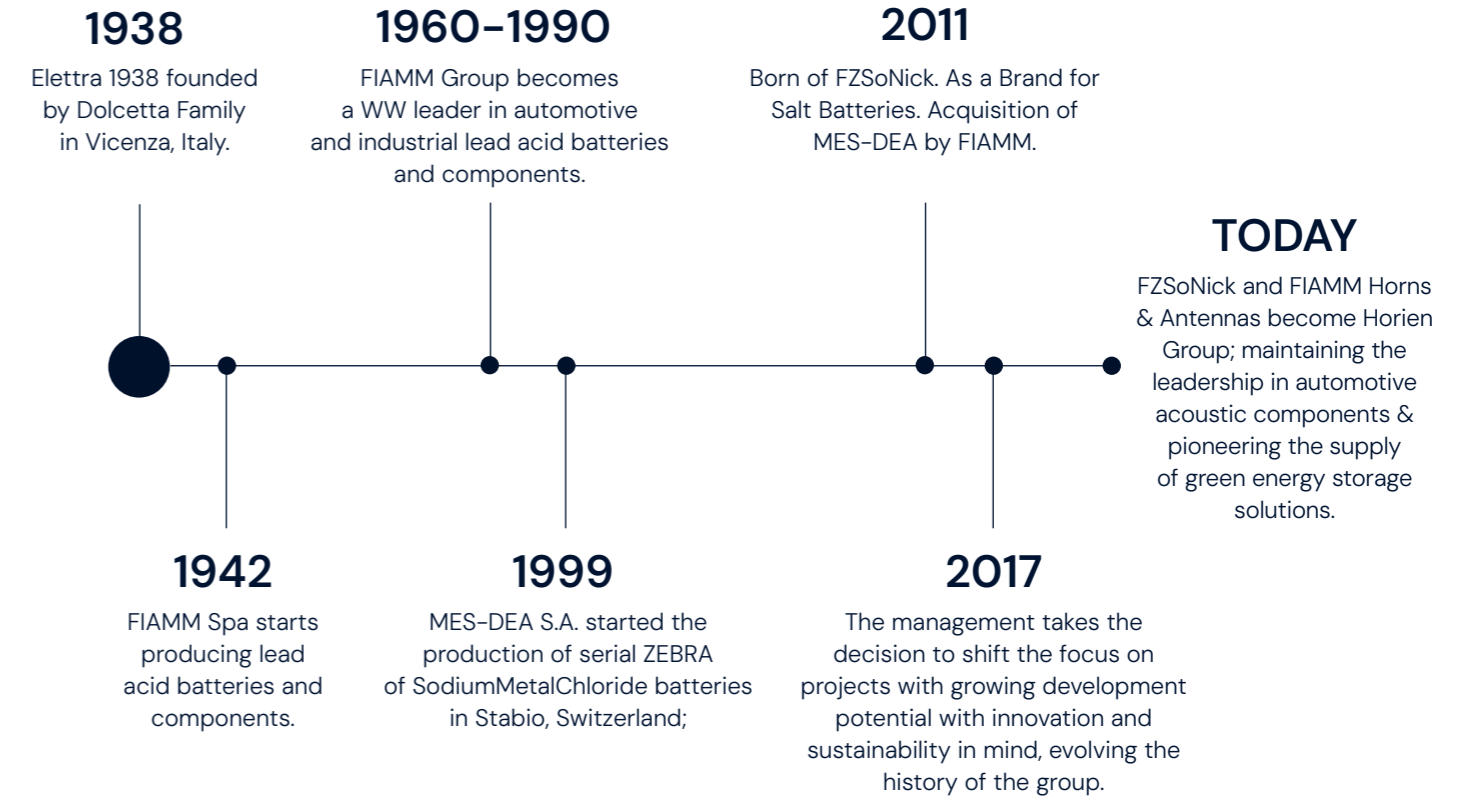 1938
Elettra 1938 founded
by Dolcetta Family
in Vicenza, Italy.
1960–1990
FIAMM Group becomes
a WW leader in automotive
and industrial lead acid batteries
and components.
2011
Born of FZSoNick. As a Brand for
Salt Batteries. Acquisition of
MES-DEA by FIAMM.
TODAY
FZSoNick and FIAMM Horns
& Antennas become Horien
Group; maintaining the
leadership in automotive
acoustic components &
pioneering the supply
of green energy storage
solutions.
1942
FIAMM Spa starts
producing lead
acid batteries and
components.
1999
MES-DEA S.A. started the
production of serial ZEBRA
of SodiumMetalChloride batteries
in Stabio, Switzerland;
2017
The management takes the
decision to shift the focus on
projects with growing development
potential with innovation and
sustainability in mind, evolving the
history of the group.